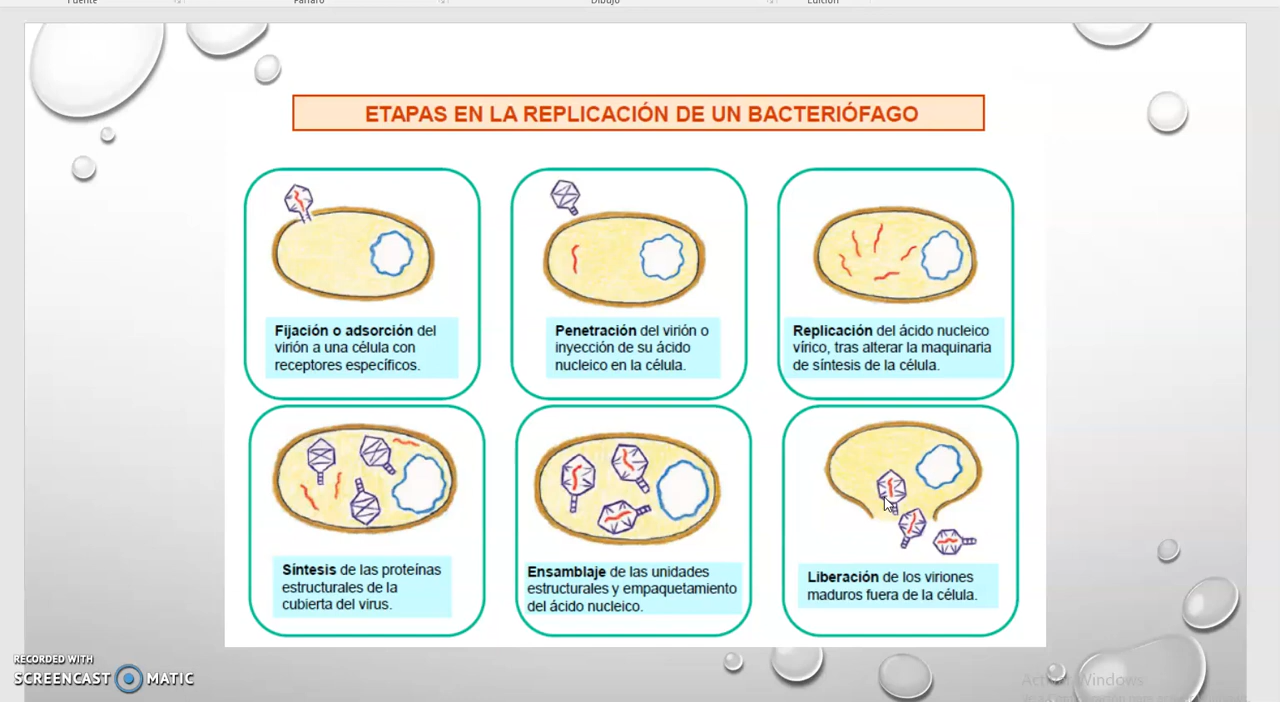 Fuente Párrafo Dibujo Edición
ETAPAS EN LA REPLICACIÓN DE UN BACTERIÓFAGO
Fijación o adsorción del
virión a una célula con
receptores específicos.
Penetración del virión o
inyección de su ácido
nucleico en la célula.
Replicación del ácido nucleico
vírico, tras alterar la maquinaria
de síntesis de la célula.
Síntesis de las proteínas
estructurales de la
cubierta del virus.
Ensamblaje de las unidades
estructurales y empaquetamiento
del ácido nucleico.
Liberación de los viriones
maduros fuera de la célula.
RECORDED WITH
SCREENCAST MATIC
Activar Windows